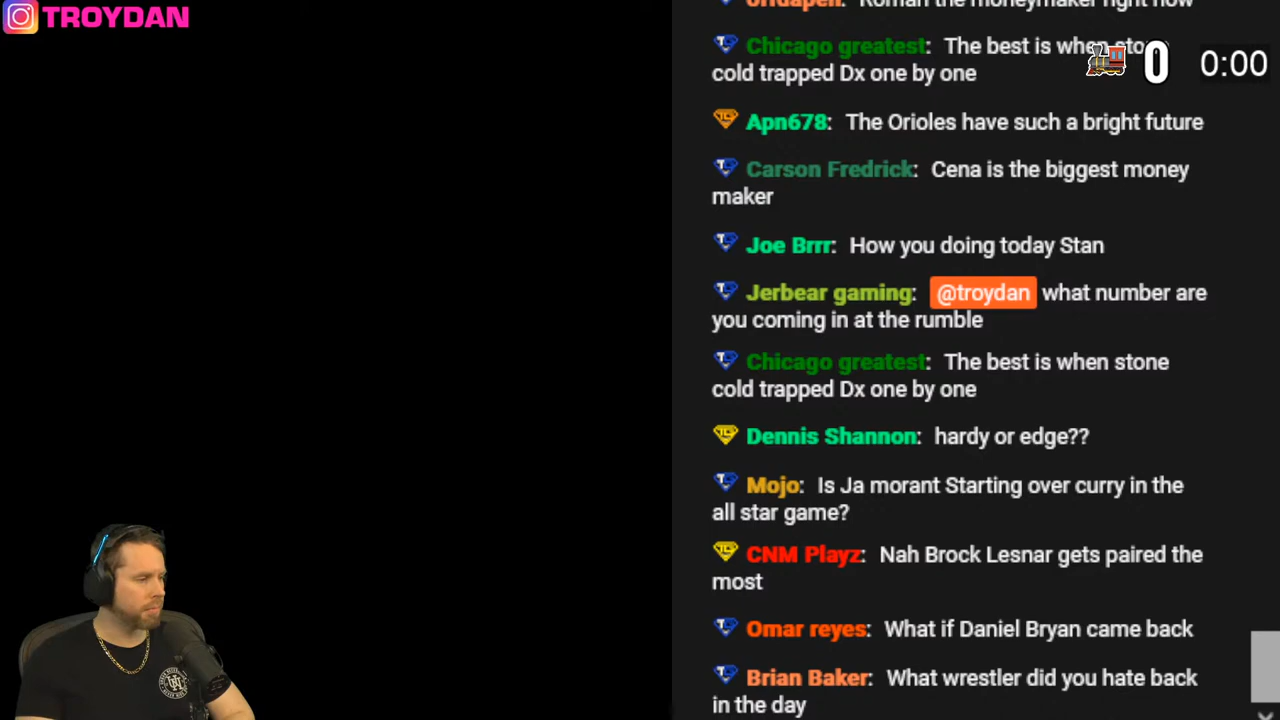 TROYDAN
orldapen: Roman the moneymaker right now
Chicago greatest: The best is when sto
cold trapped Dx one by one
0 0:00
Apn678: The Orioles have such a bright future
Carson Fredrick: Cena is the biggest money
maker
Joe Brrr: How you doing today Stan
Jerbear gaming: @troydan what number are
you coming in at the rumble
Chicago greatest: The best is when stone
cold trapped Dx one by one
Dennis Shannon: hardy or edge??
Mojo: Is Ja morant Starting over curry in the
all star game?
CNM Playz: Nah Brock Lesnar gets paired the
most
Omar reyes: What if Daniel Bryan came back
Brian Baker: What wrestler did you hate back
in the day